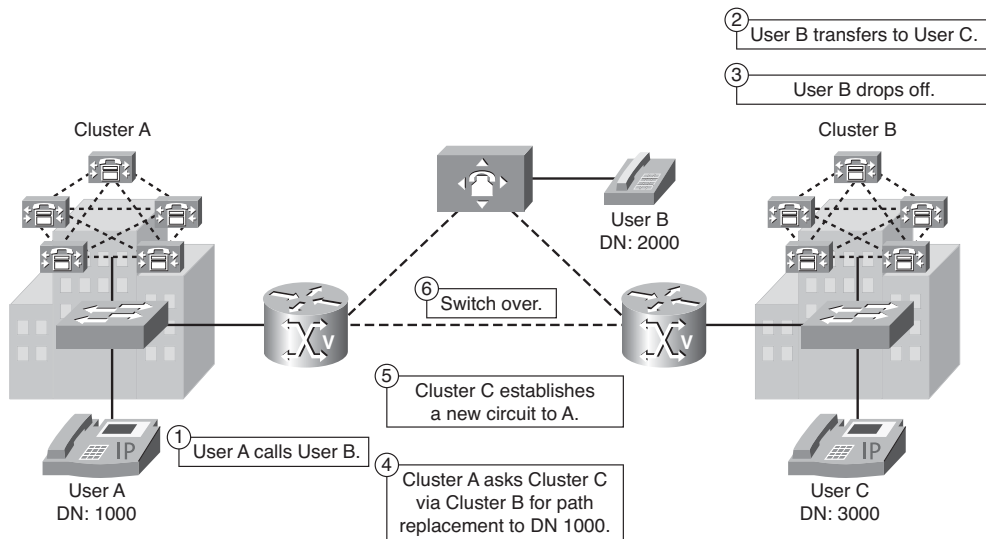 2
User B transfers to User C.
3
User B drops off.
Cluster A
Cluster B
User B
DN: 2000
6
Switch over.
V
V
5
Cluster C establishes
a new circuit to A.
1
User A calls User B.
IP
IP
4
Cluster A asks Cluster C
via Cluster B for path
replacement to DN 1000.
User A
DN: 1000
User C
DN: 3000